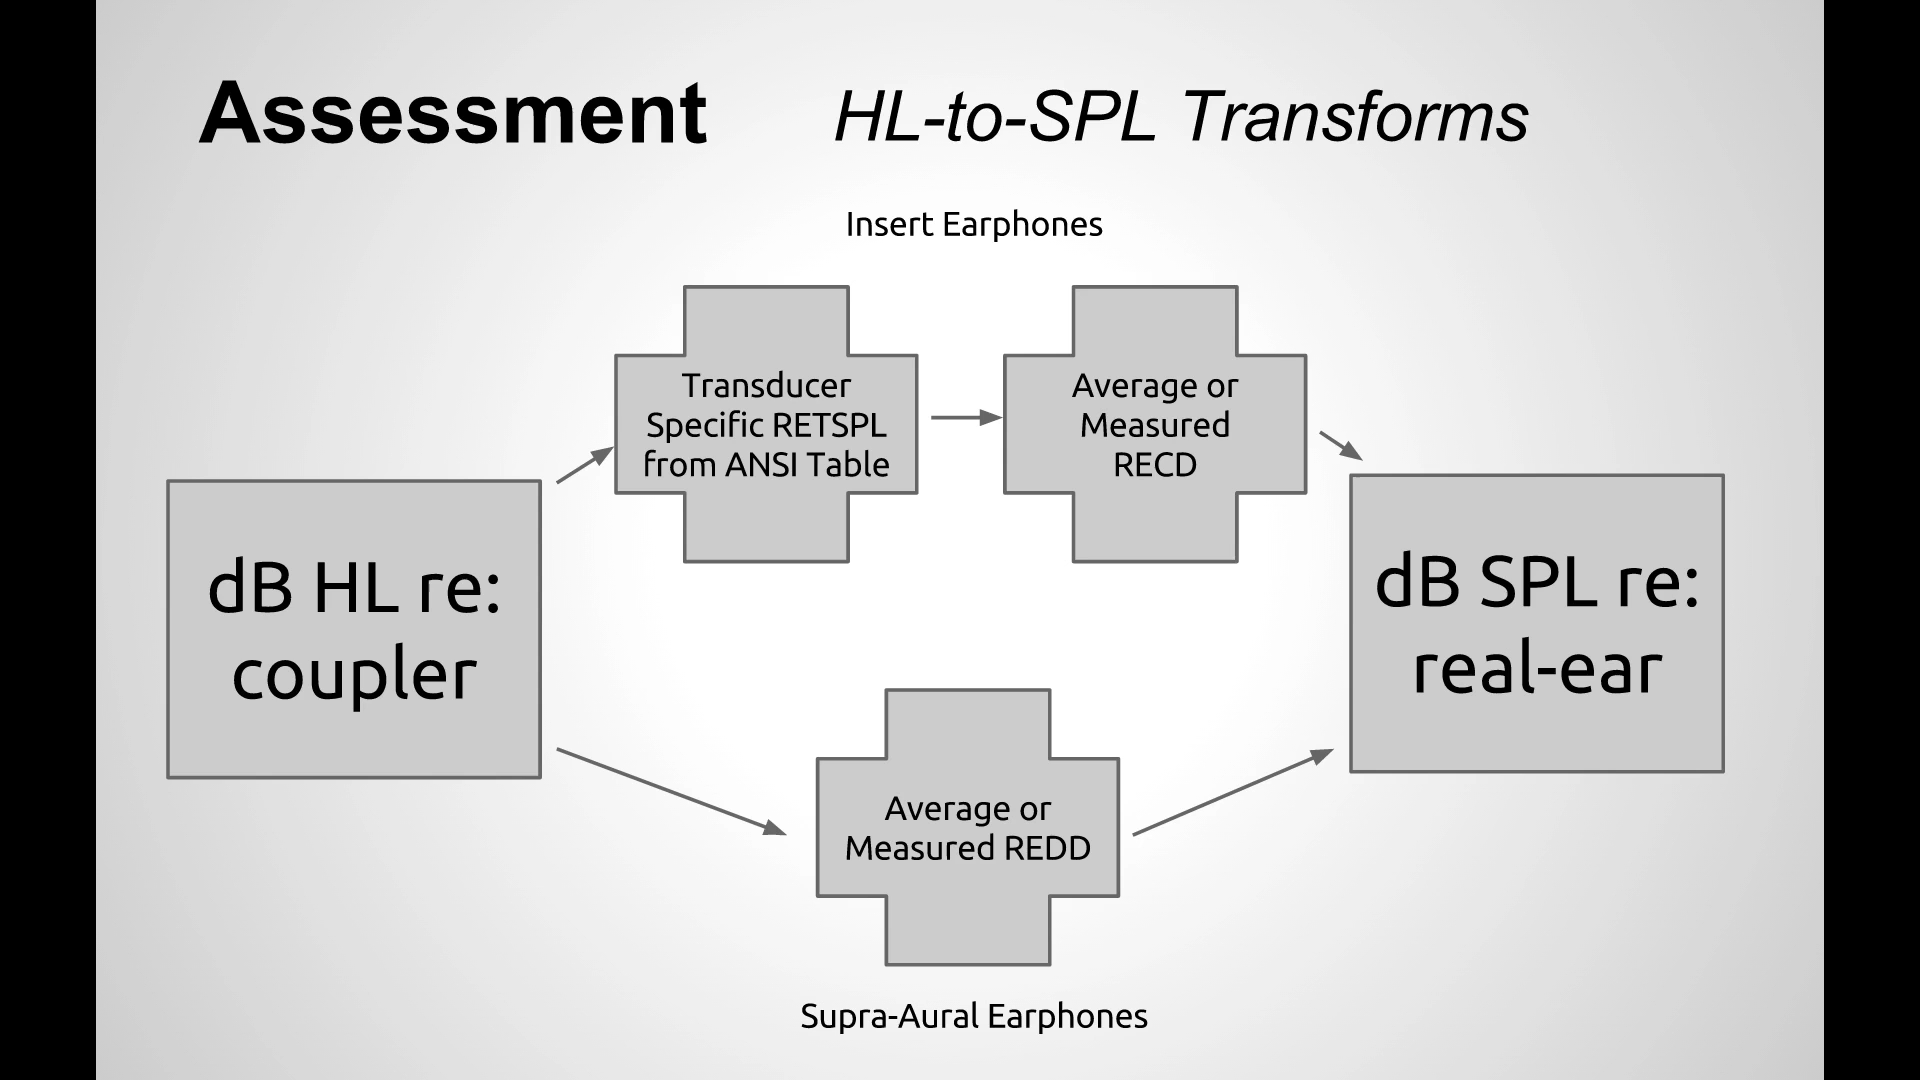 Assessment
HL-to-SPL Transforms
Insert Earphones
Transducer
Specific RETSPL
from ANSI Table
Average or
Measured
RECD
dB HL re:
coupler
dB SPL re:
real-ear
Average or
Measured REDD
Supra-Aural Earphones